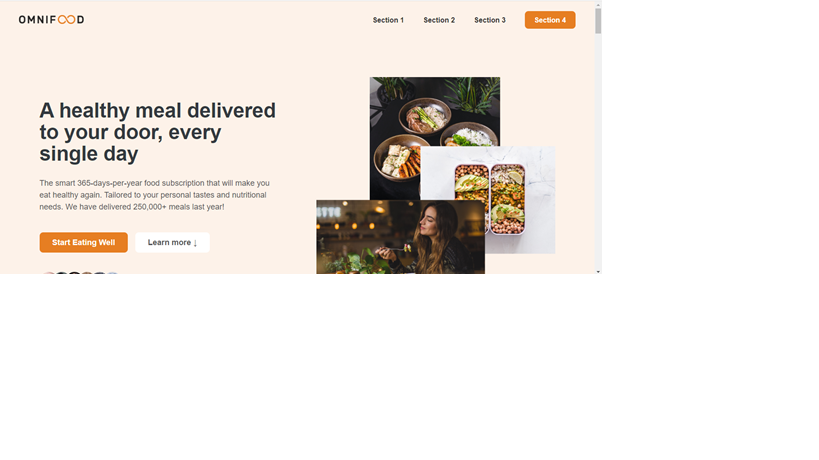 OMNIFOOD
Section 1
Section 2
Section 3
Section 4
A healthy meal delivered
to your door, every
single day
The smart 365-days-per-year food subscription that will make you
eat healthy again. Tailored to your personal tastes and nutritional
needs. We have delivered 250,000+ meals last year!
Start Eating Well
Learn more ↓